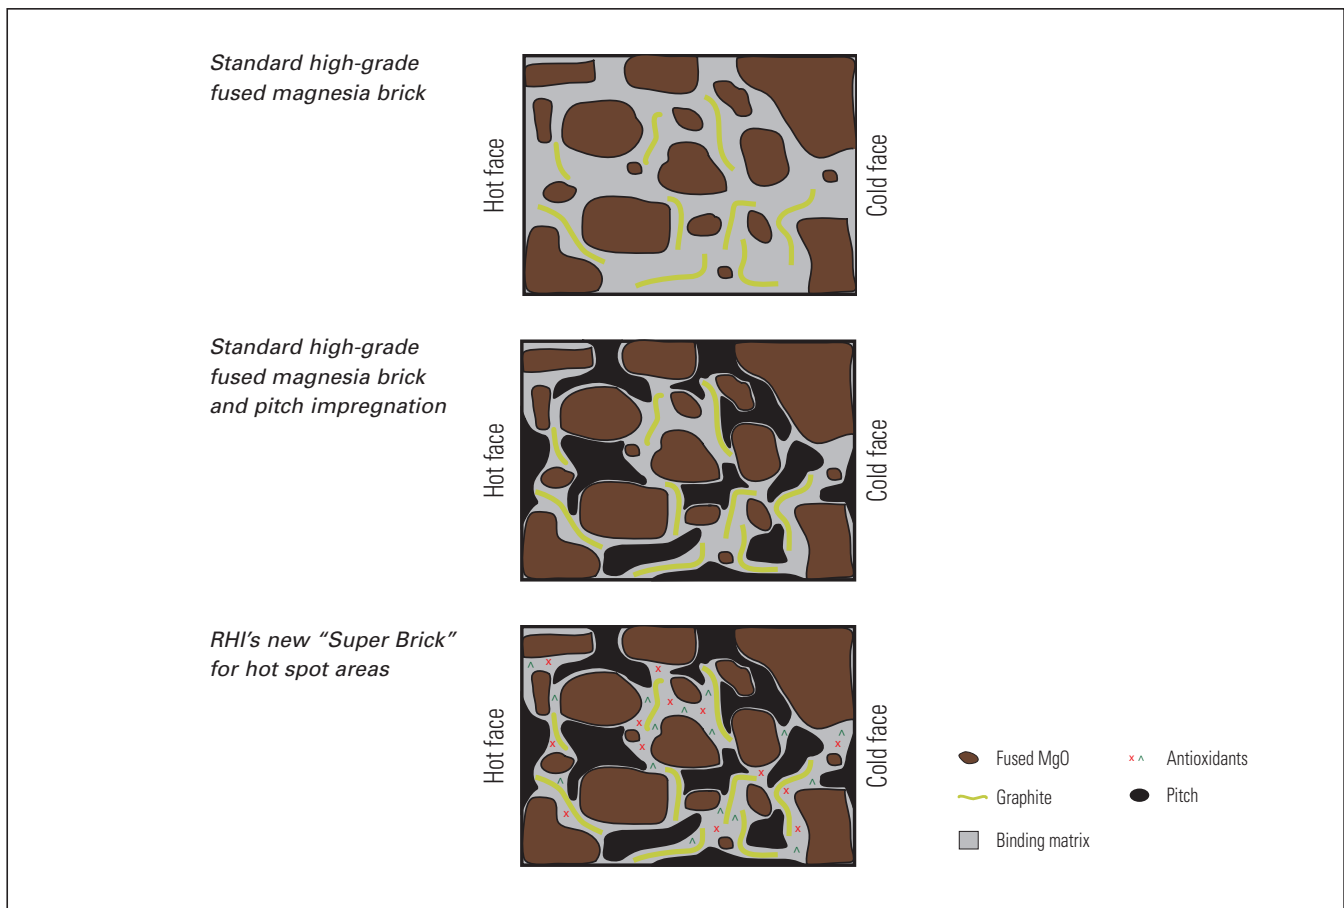 Standard high-grade
fused magnesia brick
Hot face
Cold face
Standard high-grade
fused magnesia brick
and pitch impregnation
Hot face
Cold face
RHI's new “Super Brick”
for hot spot areas
Hot face
Cold face
Fused MgO
x ^ Antioxidants
Graphite
Pitch
Binding matrix